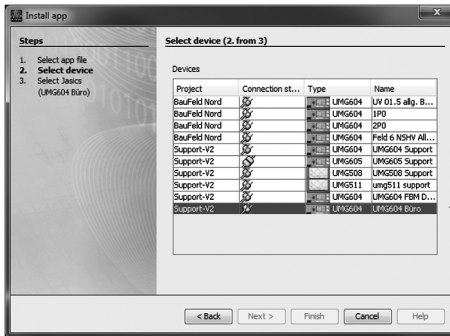 Install app
Steps
1. Select app file
2. Select device
3. Select Jasics
(UMG604 Büro)
Select device (2. from 3)
Devices
Project Connection st... Type Name
BauFeld Nord UMG604 UV 01.5 allg. B...
BauFeld Nord UMG604 1P0
BauFeld Nord UMG604 2P0
BauFeld Nord UMG604 Feld 6 NSHV All...
Support-V2 UMG604 UMG604 Support
Support-V2 UMG605 UMG605 Support
Support-V2 UMG508 UMG508 Support
Support-V2 UMG511 umg511 support
Support-V2 UMG604 UMG604 FBM D...
Support-V2 UMG604 UMG604 Büro
< Back Next > Finish Cancel Help